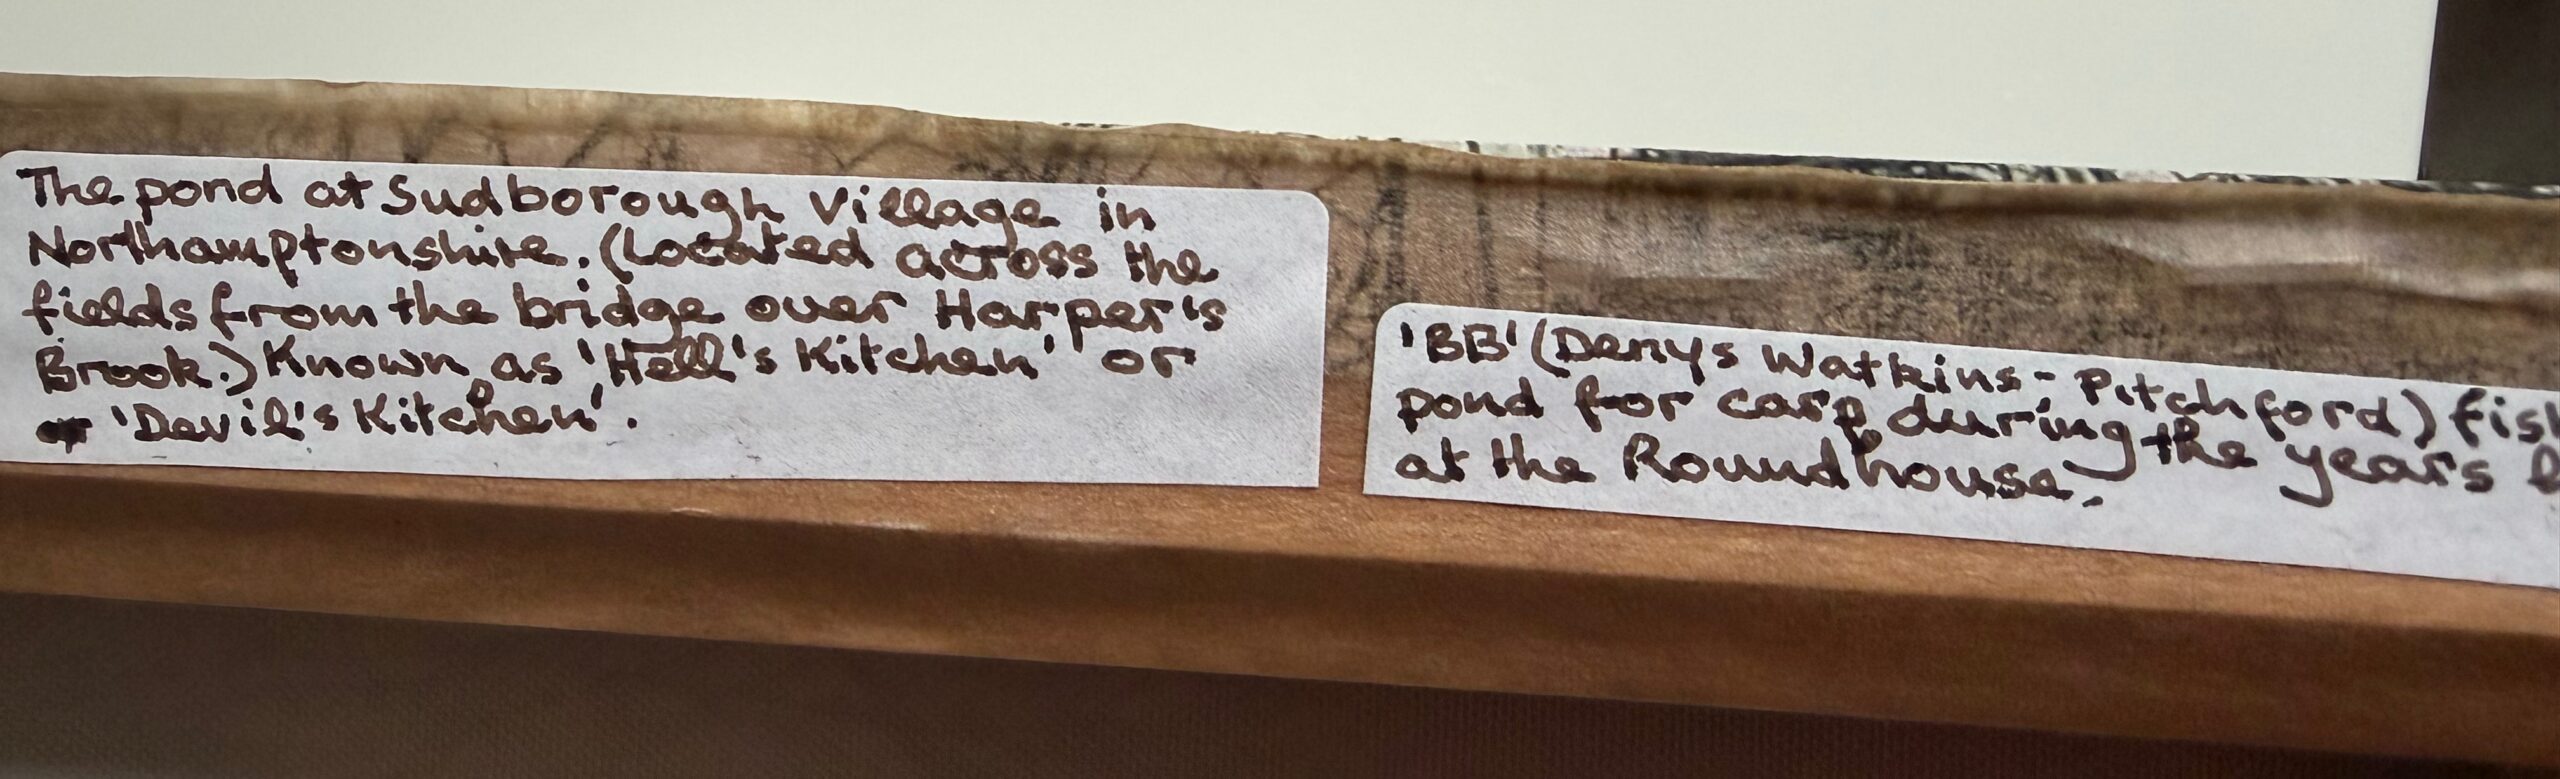 The pond at Sudborough Village in
Northamptonshire. (Located across the
fields from the bridge over Harper's
Brook.) Known as 'Hell's Kitchen' or
'Devil's Kitchen'.
'BB' (Denys Watkins-Pitchford)
pond for carp during the years
at the Roundhouse.